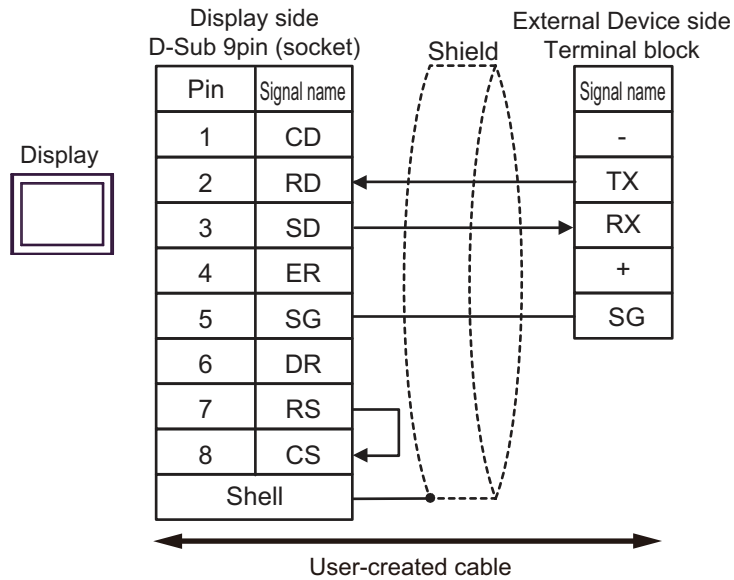 Display side
D-Sub 9pin (socket)
Shield
External Device side
Terminal block
Display
Pin Signal name
1 CD
2 RD
3 SD
4 ER
5 SG
6 DR
7 RS
8 CS
Shell
Signal name
-
TX
RX
+
SG
User-created cable